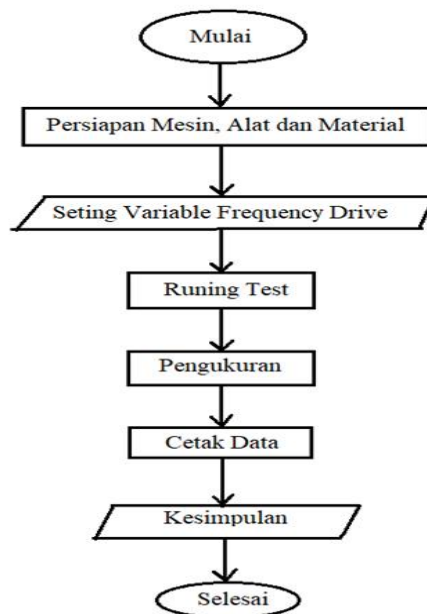 Mulai
Persiapan Mesin, Alat dan Material
Seting Variable Frequency Drive
Runing Test
Pengukuran
Cetak Data
Kesimpulan
Selesai